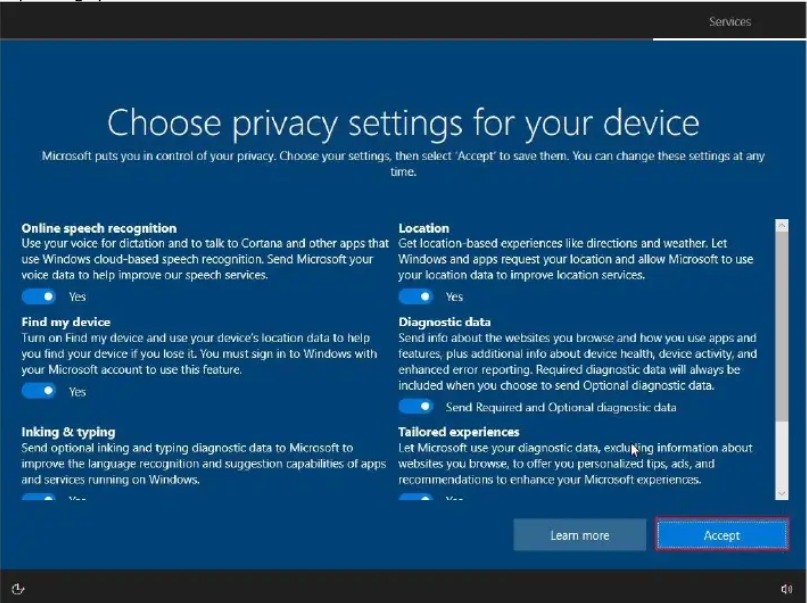 Services
Choose privacy settings for your device
Microsoft puts you in control of your privacy. Choose your settings, then select 'Accept' to save them. You can change these settings at any
time.
Online speech recognition
Use your voice for dictation and to talk to Cortana and other apps that
use Windows cloud-based speech recognition. Send Microsoft your
voice data to help improve our speech services.
Yes
Find my device
Turn on Find my device and use your device's location data to help
you find your device if you lose it. You must sign in to Windows with
your Microsoft account to use this feature.
Yes
Inking & typing
Send optional inking and typing diagnostic data to Microsoft to
improve the language recognition and suggestion capabilities of apps
and services running on Windows.
Yes
Location
Get location-based experiences like directions and weather. Let
Windows and apps request your location and allow Microsoft to use
your location data to improve location services.
Yes
Diagnostic data
Send info about the websites you browse and how you use apps and
features, plus additional info about device health, device activity, and
enhanced error reporting. Required diagnostic data will always be
included when you choose to send Optional diagnostic data.
Send Required and Optional diagnostic data
Tailored experiences
Let Microsoft use your diagnostic data, excluding information about
websites you browse, to offer you personalized tips, ads, and
recommendations to enhance your Microsoft experiences.
Yes
Learn more
Accept